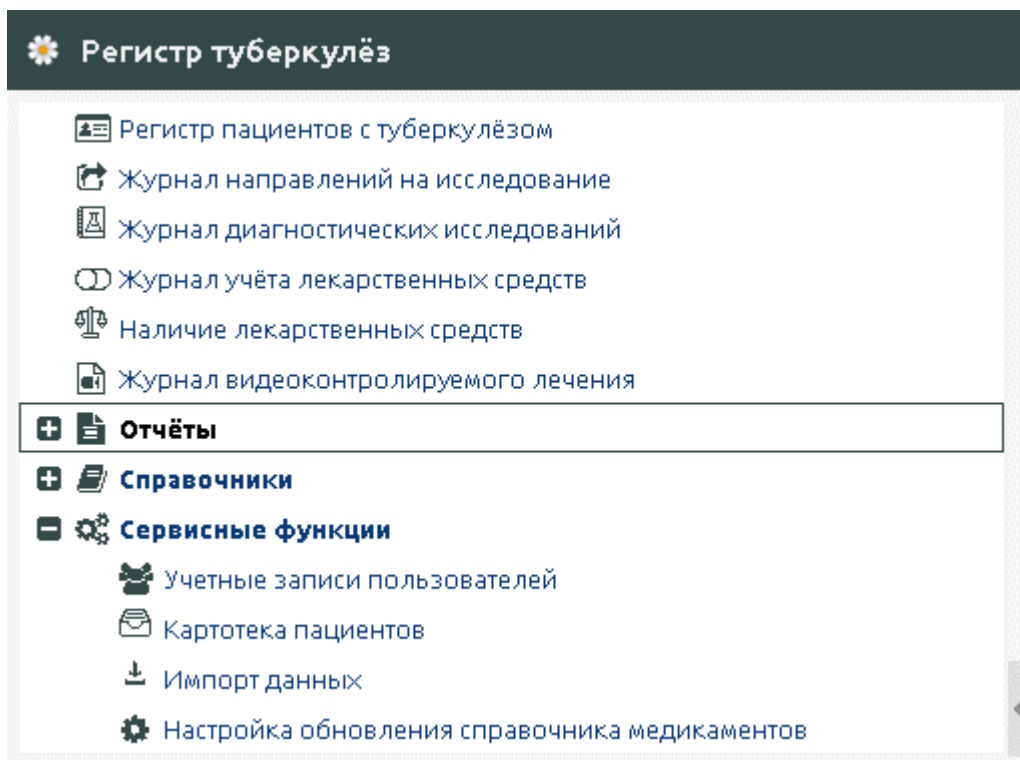 Регистр туберкулёз
Регистр пациентов с туберкулёзом
Журнал направлений на исследование
Журнал диагностических исследований
Журнал учёта лекарственных средств
Наличие лекарственных средств
Журнал видеоконтролируемого лечения
Отчёты
Справочники
Сервисные функции
Учетные записи пользователей
Картотека пациентов
Импорт данных
Настройка обновления справочника медикаментов